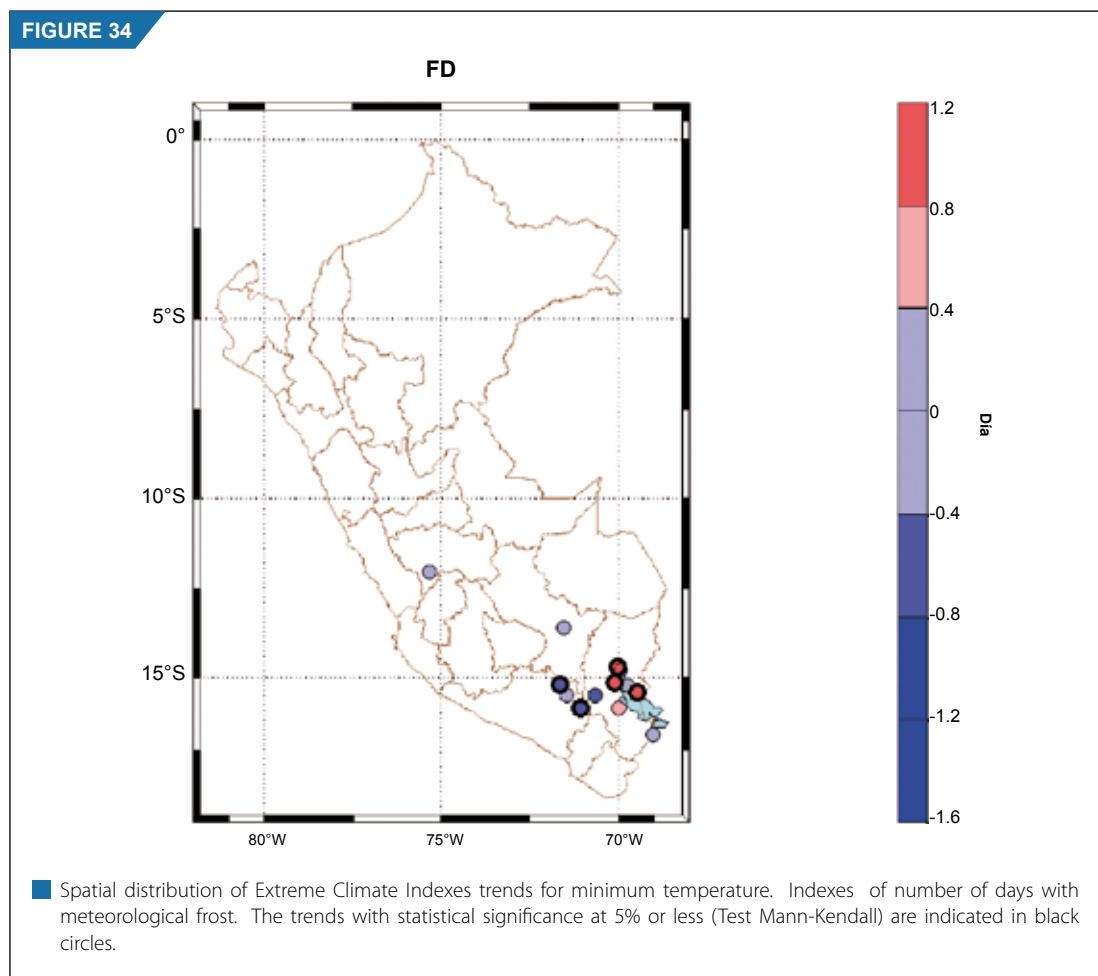 FIGURE 34
FD
0°
5°S
10°S
15°S
80°W
75°W
70°W
1.2
0.8
0.4
0
-0.4
-0.8
-1.2
-1.6
Dia
Spatial distribution of Extreme Climate Indexes trends for minimum temperature. Indexes of number of days with
meteorological frost. The trends with statistical significance at 5% or less (Test Mann-Kendall) are indicated in black
circles.